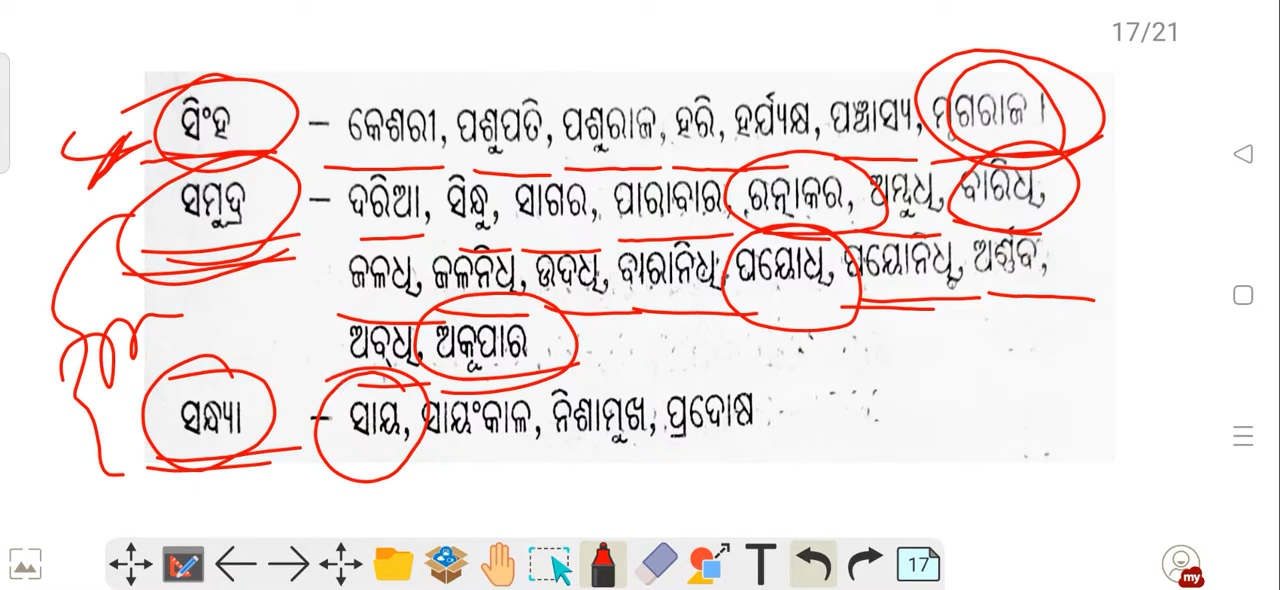 17/21
ସିଂହ – କେଶରୀ, ପଶୁପତି, ପଶୁରାଜ, ହରି, ହର୍ଯ୍ୟକ୍ଷ, ପଞ୍ଚାସ୍ୟ, ମୃଗରାଜ ।
ସମୁଦ୍ର – ଦରିଆ, ସିନ୍ଧୁ, ସାଗର, ପାରାବାର, ରତ୍ନାକର, ଅମ୍ବୁଧି, ବାରିଧି,
ଜଳଧି, ଜଳନିଧି, ଉଦଧି, ବାରାନିଧି, ପୟୋଧି, ପୟୋନିଧି, ଅର୍ଣ୍ଣବ,
ଅବ୍ଧି, ଅକୂପାର
ସନ୍ଧ୍ୟା – ସାୟ, ସାୟଂକାଳ, ନିଶାମୁଖ, ପ୍ରଦୋଷ
T
17
my